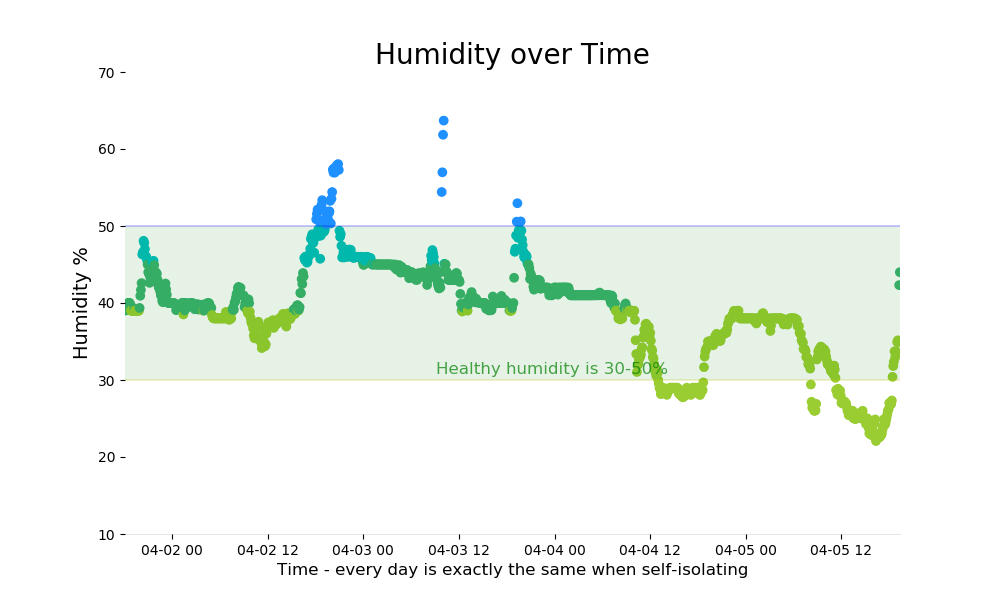 Humidity over Time
70
60
50
40
30
20
10
Humidity %
Healthy humidity is 30-50%
04-02 00 04-02 12 04-03 00 04-03 12 04-04 00 04-04 12 04-05 00 04-05 12
Time - every day is exactly the same when self-isolating